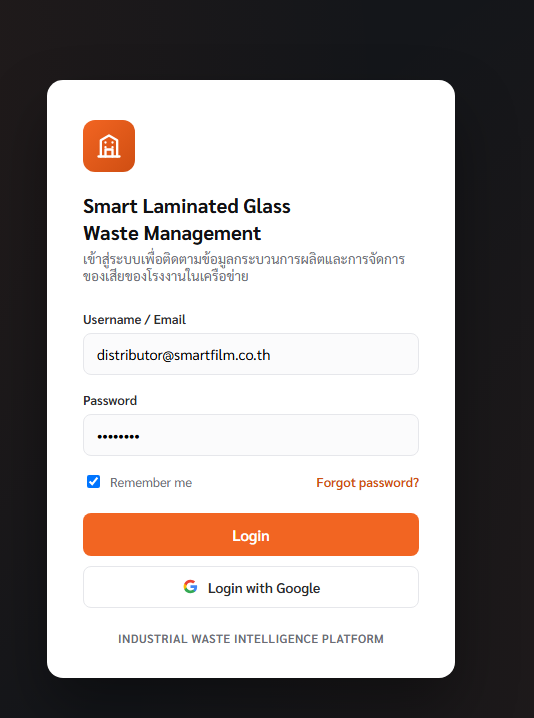 Smart Laminated Glass
Waste Management
เข้าสู่ระบบเพื่อติดตามข้อมูลกระบวนการผลิตและการจัดการ
ของเสียของโรงงานในเครือข่าย
Username / Email
distributor@smartfilm.co.th
Password
••••••••
Remember me
Forgot password?
Login
Login with Google
INDUSTRIAL WASTE INTELLIGENCE PLATFORM